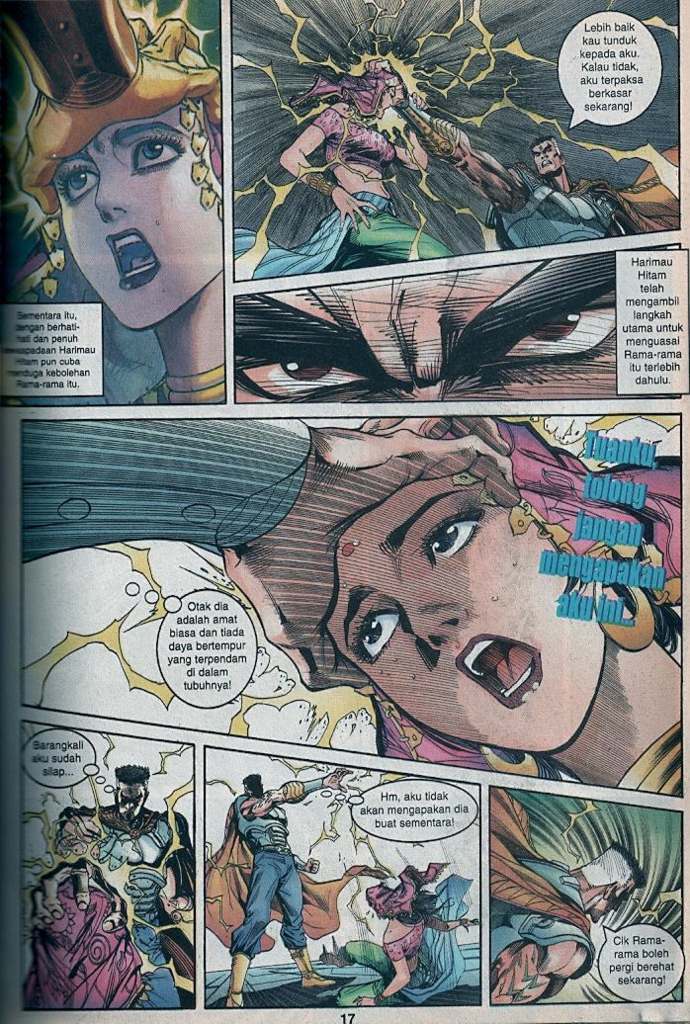 Lebih baik
kau tunduk
kepada aku.
Kalau tidak,
aku terpaksa
berkasar
sekarang!
Sementara itu,
dengan berhati-
hati dan penuh
Harimau
Hitam pun cuba
menduga kebolehan
Rama-rama itu.
Harimau
Hitam
telah
mengambil
langkah
utama untuk
menguasai
Rama-rama
itu terlebih
dahulu.
Tuanku,
tolong
jangan
mengapakan
aku ini..
Otak dia
adalah amat
biasa dan tiada
daya bertempur
yang terpendam
di dalam
tubuhnya!
Barangkali
aku sudah
silap...
Hm, aku tidak
akan mengapakan dia
buat sementara!
Cik Rama-
rama boleh
pergi berehat
sekarang!
17